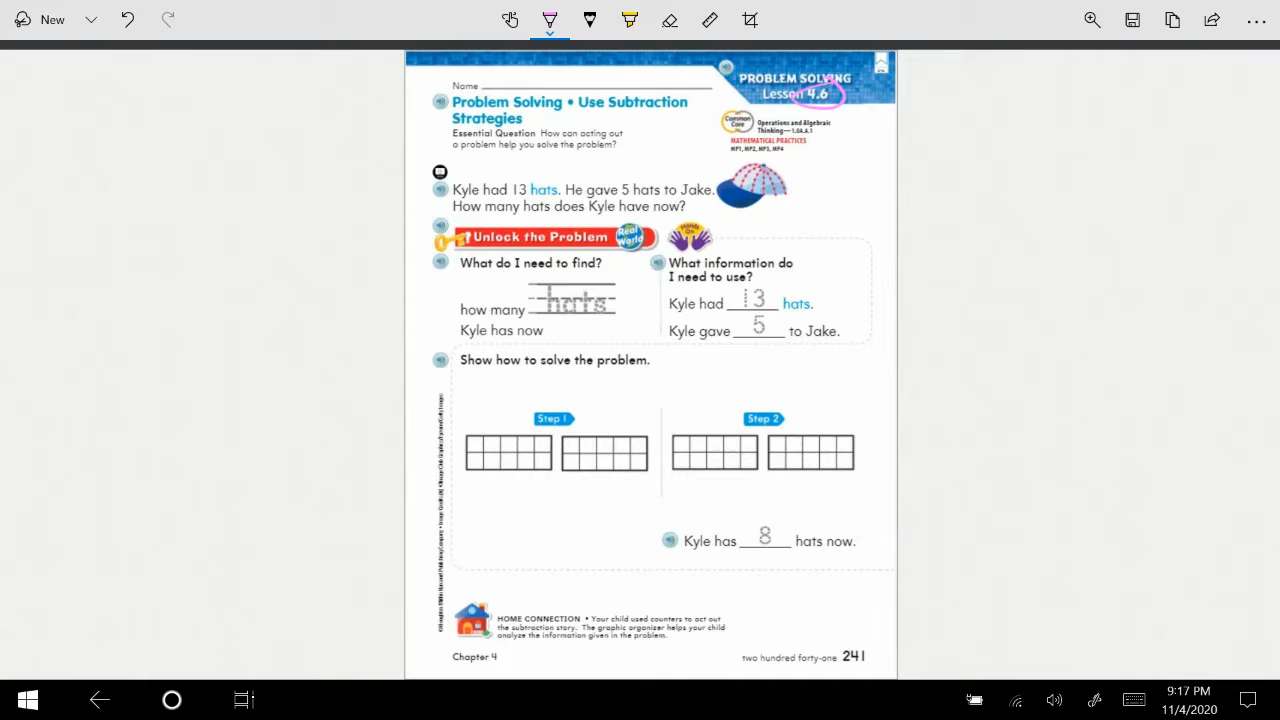 New
PROBLEM SOLVING
Lesson 4.6
Name
Problem Solving • Use Subtraction
Strategies
Essential Question How can acting out
a problem help you solve the problem?
Common Core
Operations and Algebraic
Thinking—1.OA.A.1
MATHEMATICAL PRACTICES
MP1, MP2, MP3, MP4
Kyle had 13 hats. He gave 5 hats to Jake.
How many hats does Kyle have now?
Unlock the Problem
Real World
Hands On
What do I need to find?
how many hats
Kyle has now
What information do
I need to use?
Kyle had 13 hats.
Kyle gave 5 to Jake.
Show how to solve the problem.
Step 1
Step 2
Kyle has 8 hats now.
HOME CONNECTION • Your child used counters to act out
the subtraction story. The graphic organizer helps your child
analyze the information given in the problem.
Chapter 4
two hundred forty-one 241
9:17 PM
11/4/2020